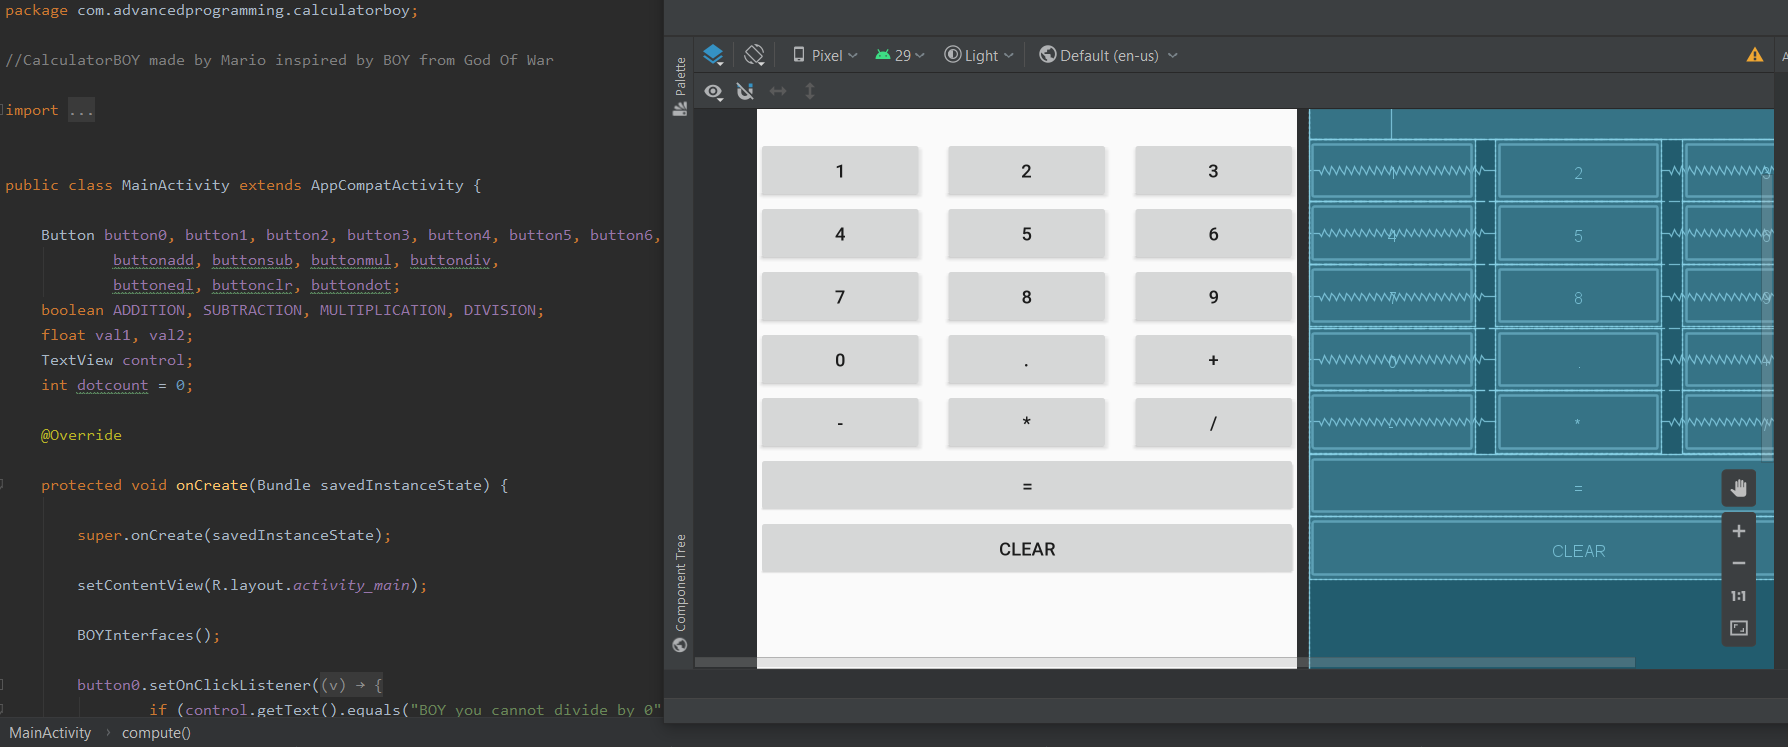 package com.advancedprogramming.calculatorboy;
//CalculatorBOY made by Mario inspired by BOY from God Of War
import ...
public class MainActivity extends AppCompatActivity {
Button button0, button1, button2, button3, button4, button5, button6,
buttonadd, buttonsub, buttonmul, buttondiv,
buttoneql, buttonclr, buttondot;
boolean ADDITION, SUBTRACTION, MULTIPLICATION, DIVISION;
float val1, val2;
TextView control;
int dotcount = 0;
@Override
protected void onCreate(Bundle savedInstanceState) {
super.onCreate(savedInstanceState);
setContentView(R.layout.activity_main);
BOYInterfaces();
button0.setOnClickListener((v) → {
if (control.getText().equals("BOY you cannot divide by 0"
MainActivity › compute()
Palette
Component Tree
Pixel 29 Light Default (en-us)
A
1 2 3
4 5 6
7 8 9
0 . +
- * /
=
CLEAR
1 2 3
4 5 6
7 8 9
0 . +
- * /
=
CLEAR
+
−
1:1